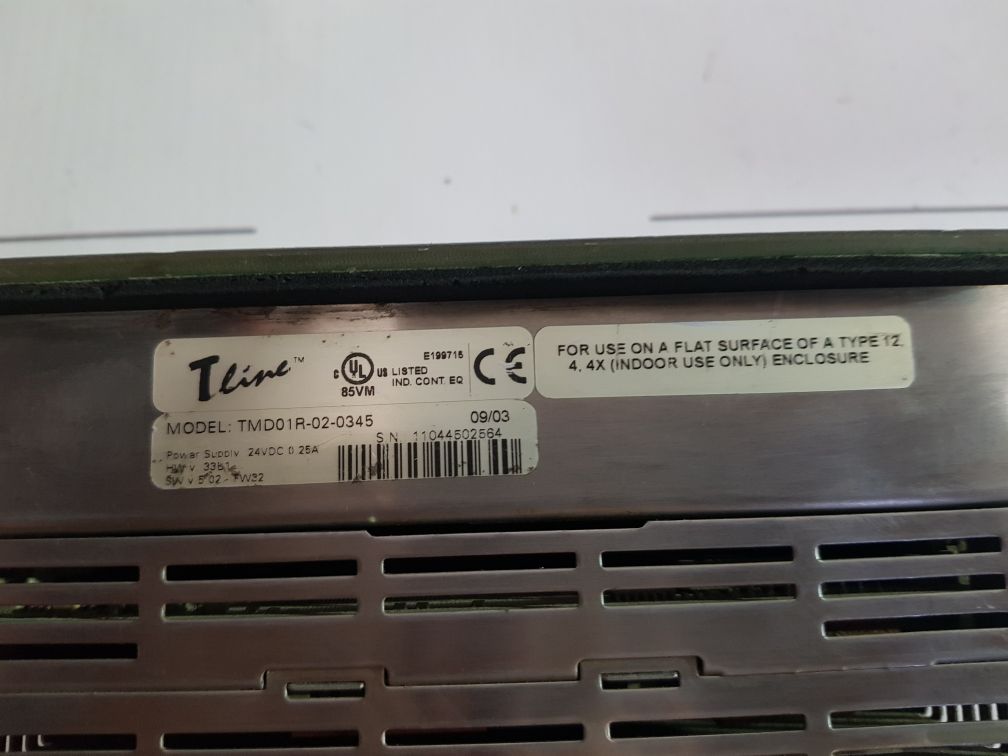 Tline™
C UL US LISTED
E199716
IND. CONT. EQ
85VM
CE
FOR USE ON A FLAT SURFACE OF A TYPE 12,
4, 4X (INDOOR USE ONLY) ENCLOSURE
MODEL: TMD01R-02-0345 09/03
S N 11044502564
Power Supply 24VDC 0.25A
HW v
SW v 5.02 - FW32